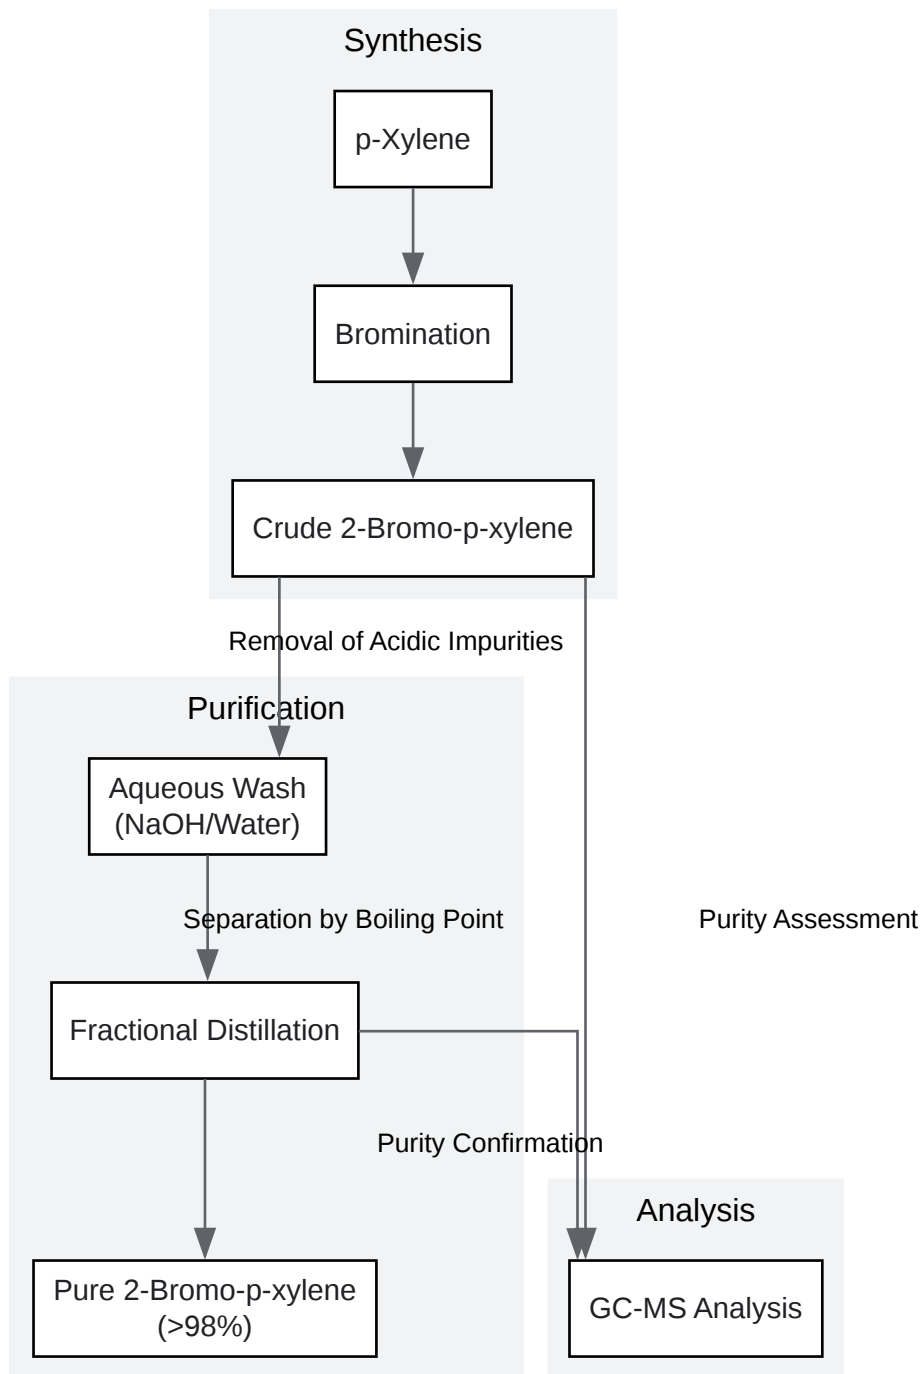 Synthesis
p-Xylene
Bromination
Crude 2-Bromo-p-xylene
Removal of Acidic Impurities
Purification
Aqueous Wash
(NaOH/Water)
Separation by Boiling Point
Purity Assessment
Fractional Distillation
Purity Confirmation
Analysis
Pure 2-Bromo-p-xylene
(>98%)
GC-MS Analysis